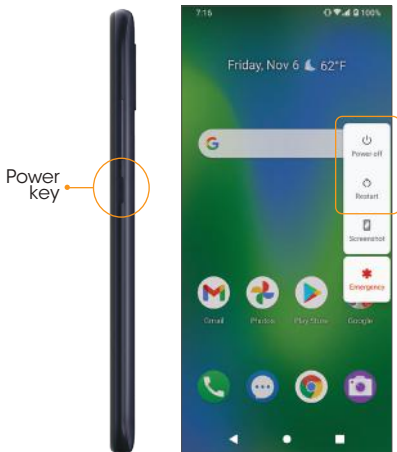 Power
key
7:16
100%
Friday, Nov 6 62°F
G
Power off
Restart
Screenshot
Emergency
Gmail Photos Play Store Google